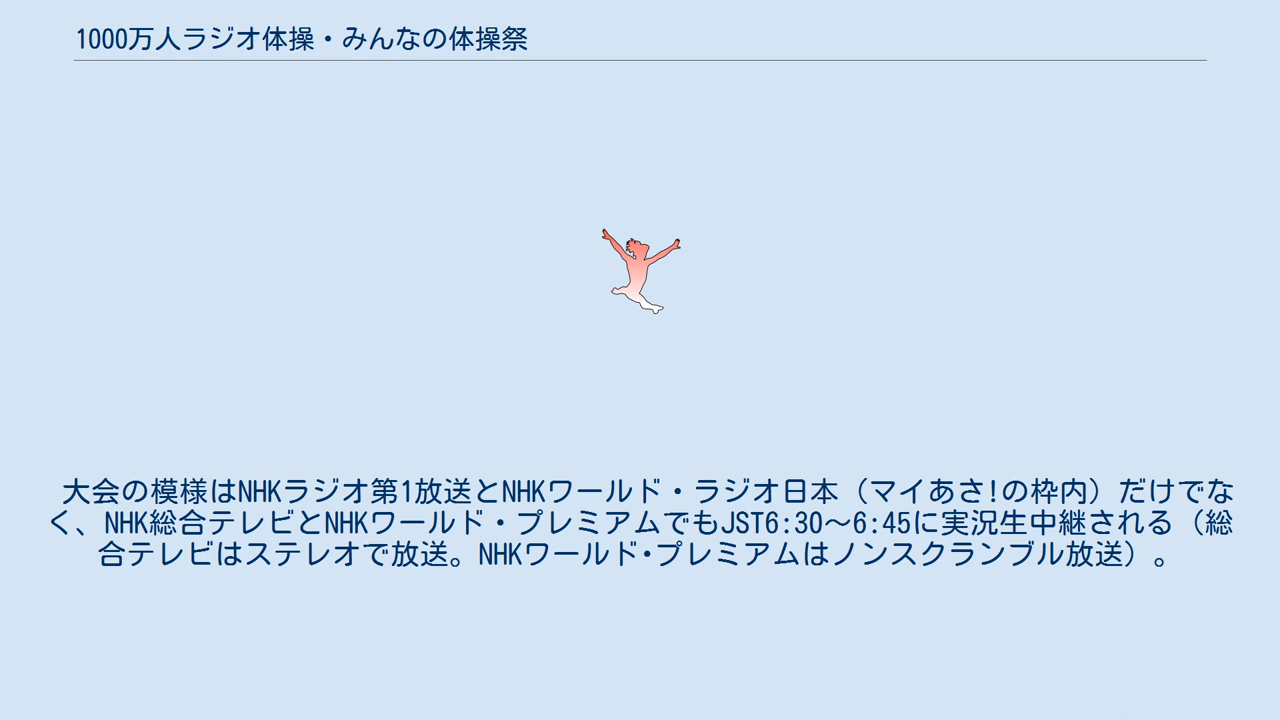 1000万人ラジオ体操・みんなの体操祭
大会の模様はNHKラジオ第1放送とNHKワールド・ラジオ日本（マイあさ!の枠内）だけでな
く、NHK総合テレビとNHKワールド・プレミアムでもJST6:30～6:45に実況生中継される（総
合テレビはステレオで放送。NHKワールド･プレミアムはノンスクランブル放送）。